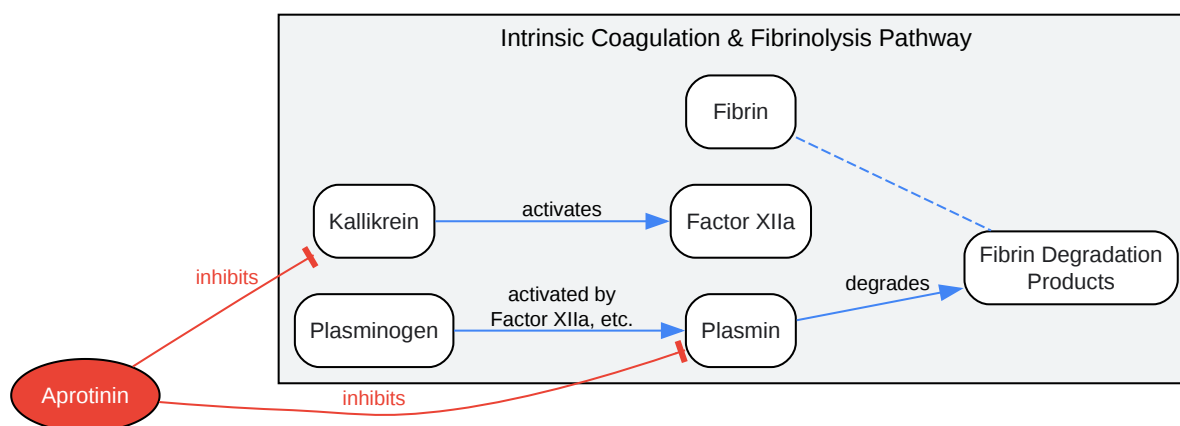 Intrinsic Coagulation & Fibrinolysis Pathway
Fibrin
Kallikrein
activates
Factor XIIa
inhibits
Fibrin Degradation
Products
degrades
Plasminogen
activated by
Factor XIIa, etc.
Plasmin
Aprotinin
inhibits